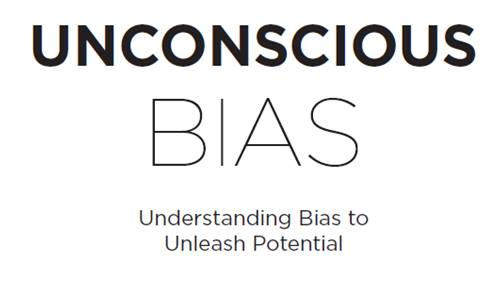 UNCONSCIOUS
BIAS
Understanding Bias to
Unleash Potential